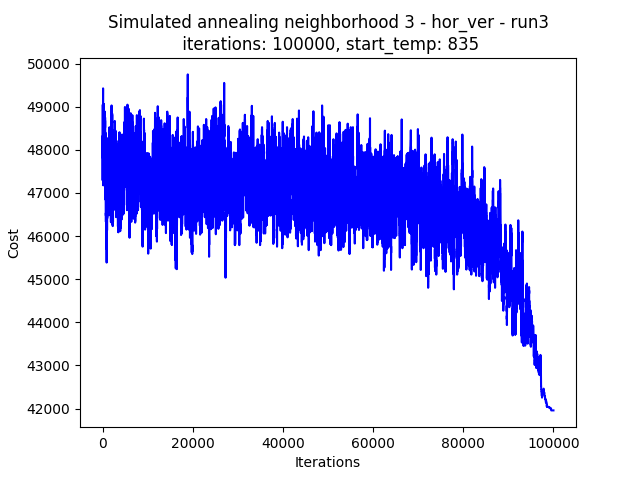 Simulated annealing neighborhood 3 - hor_ver - run3
iterations: 100000, start_temp: 835
50000
49000
48000
47000
46000
45000
44000
43000
42000
Cost
0 20000 40000 60000 80000 100000
Iterations